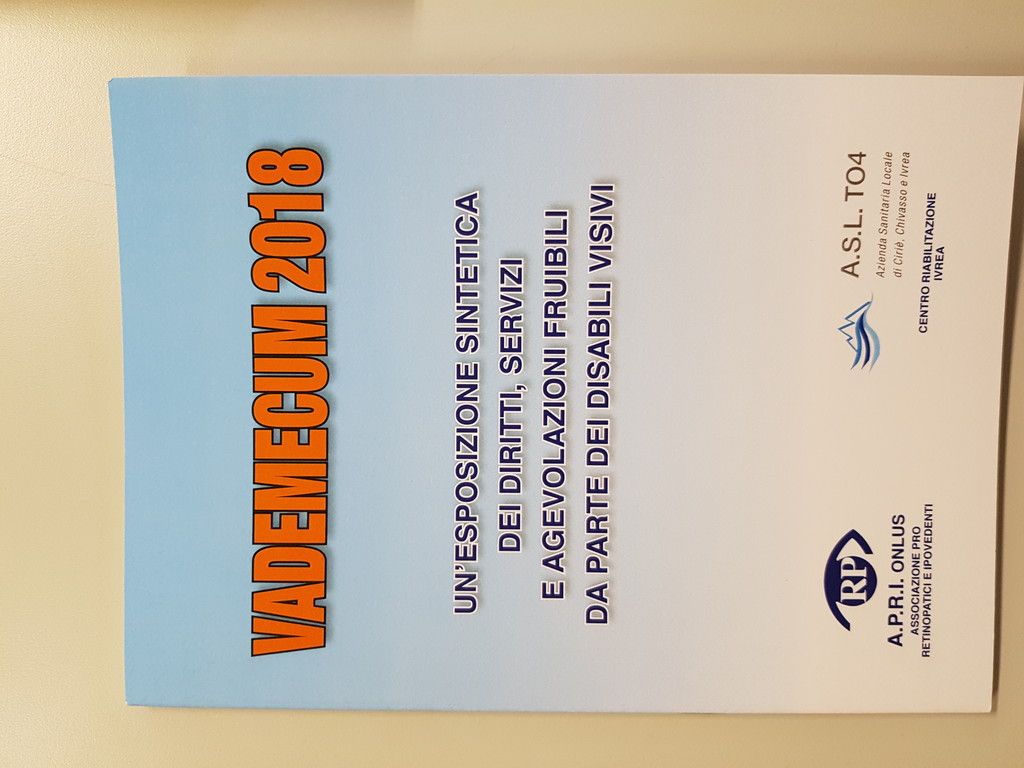 VADEMECUM 2018
UN'ESPOSIZIONE SINTETICA
DEI DIRITTI, SERVIZI
E AGEVOLAZIONI FRUIBILI
DA PARTE DEI DISABILI VISIVI
RP
A.P.R.I. ONLUS
ASSOCIAZIONE PRO
RETINOPATICI E IPOVEDENTI
A.S.L. TO4
Azienda Sanitaria Locale
di Ciriè, Chivasso e Ivrea
CENTRO RIABILITAZIONE
IVREA